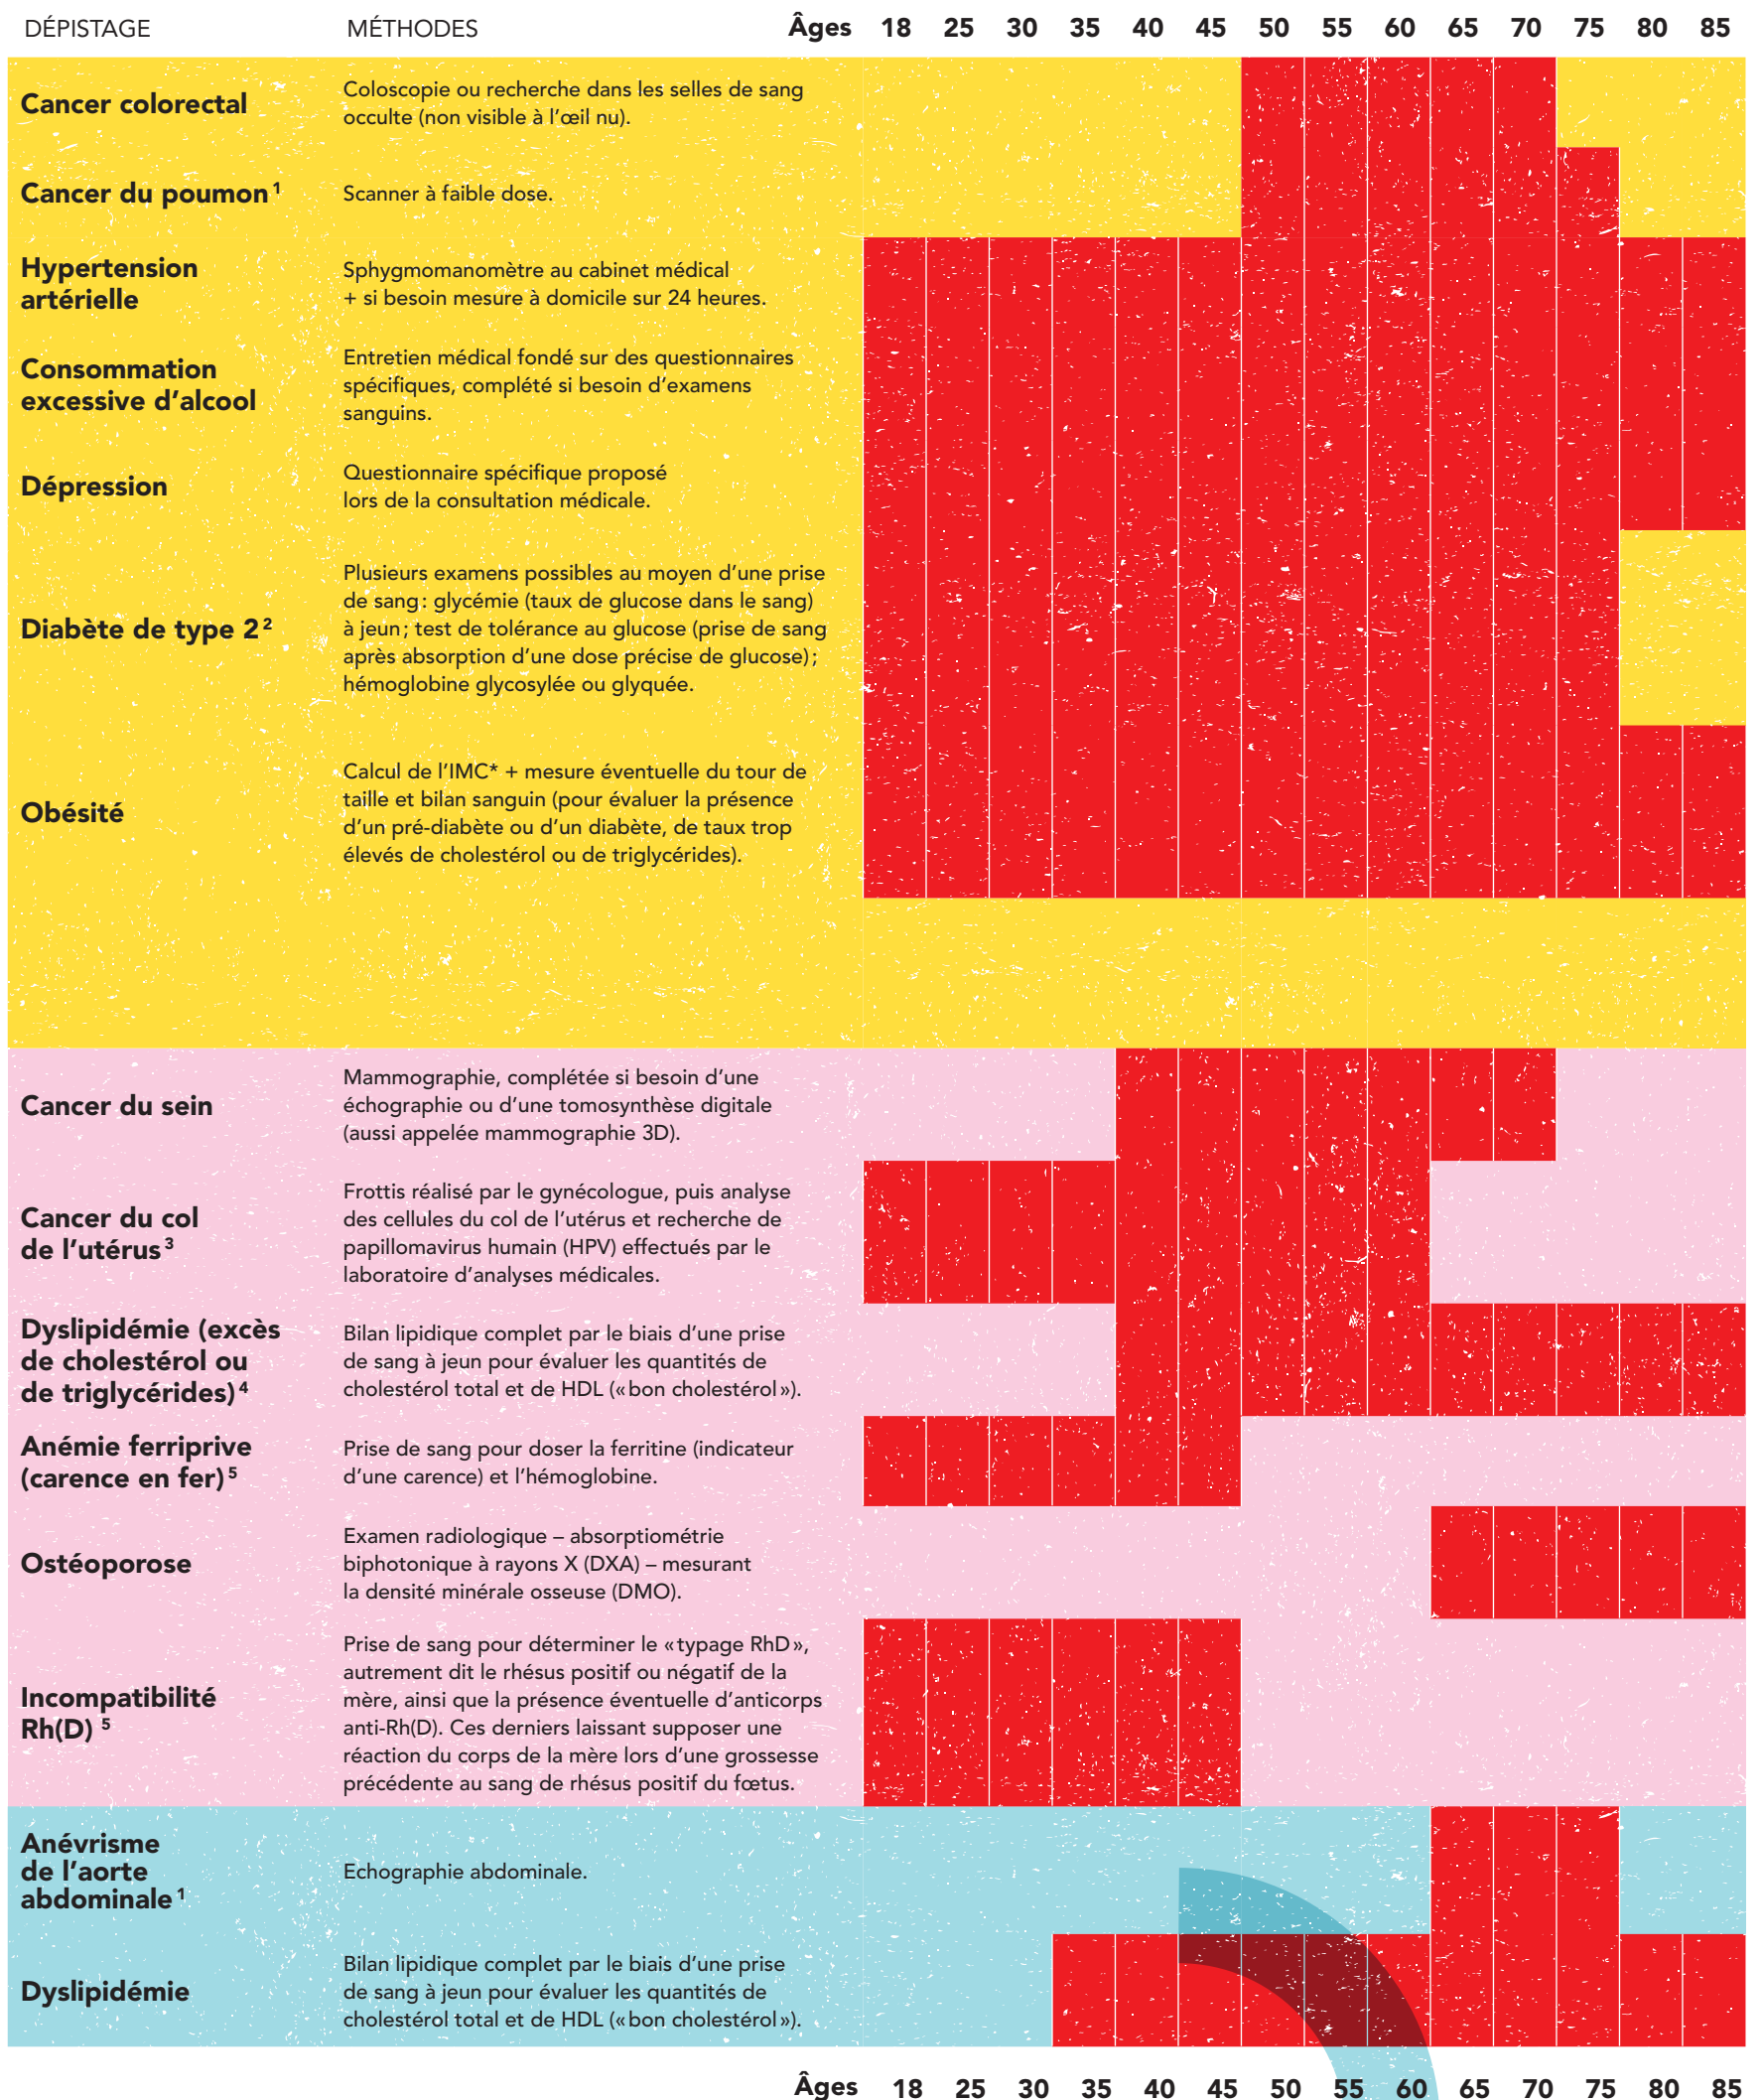 DÉPISTAGE MÉTHODES Âges 18 25 30 35 40 45 50 55 60 65 70 75 80 85
Cancer colorectal
Coloscopie ou recherche dans les selles de sang
occulte (non visible à l’œil nu).
Cancer du poumon ¹
Scanner à faible dose.
Hypertension
artérielle
Sphygmomanomètre au cabinet médical
+ si besoin mesure à domicile sur 24 heures.
Consommation
excessive d’alcool
Entretien médical fondé sur des questionnaires
spécifiques, complété si besoin d’examens
sanguins.
Dépression
Questionnaire spécifique proposé
lors de la consultation médicale.
Diabète de type 2 ²
Plusieurs examens possibles au moyen d’une prise
de sang : glycémie (taux de glucose dans le sang)
à jeun ; test de tolérance au glucose (prise de sang
après absorption d’une dose précise de glucose) ;
hémoglobine glycosylée ou glyquée.
Obésité
Calcul de l’IMC* + mesure éventuelle du tour de
taille et bilan sanguin (pour évaluer la présence
d’un pré-diabète ou d’un diabète, de taux trop
élevés de cholestérol ou de triglycérides).
Cancer du sein
Mammographie, complétée si besoin d’une
échographie ou d’une tomosynthèse digitale
(aussi appelée mammographie 3D).
Cancer du col
de l’utérus ³
Frottis réalisé par le gynécologue, puis analyse
des cellules du col de l’utérus et recherche de
papillomavirus humain (HPV) effectués par le
laboratoire d’analyses médicales.
Dyslipidémie (excès
de cholestérol ou
de triglycérides) ⁴
Bilan lipidique complet par le biais d’une prise
de sang à jeun pour évaluer les quantités de
cholestérol total et de HDL (« bon cholestérol »).
Anémie ferriprive
(carence en fer) ⁵
Prise de sang pour doser la ferritine (indicateur
d’une carence) et l’hémoglobine.
Ostéoporose
Examen radiologique – absorptiométrie
biphotonique à rayons X (DXA) – mesurant
la densité minérale osseuse (DMO).
Incompatibilité
Rh(D) ⁵
Prise de sang pour déterminer le « typage RhD »,
autrement dit le rhésus positif ou négatif de la
mère, ainsi que la présence éventuelle d’anticorps
anti-Rh(D). Ces derniers laissant supposer une
réaction du corps de la mère lors d’une grossesse
précédente au sang de rhésus positif du fœtus.
Anévrisme
de l’aorte
abdominale ¹
Echographie abdominale.
Dyslipidémie
Bilan lipidique complet par le biais d’une prise
de sang à jeun pour évaluer les quantités de
cholestérol total et de HDL (« bon cholestérol »).
Âges 18 25 30 35 40 45 50 55 60 65 70 75 80 85